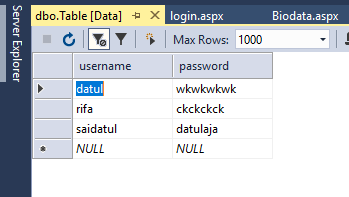 Server Explorer
dbo.Table [Data] login.aspx Biodata.aspx
Max Rows: 1000
username password
datul wkwkwkwk
rifa ckckckck
saidatul datulaja
NULL NULL